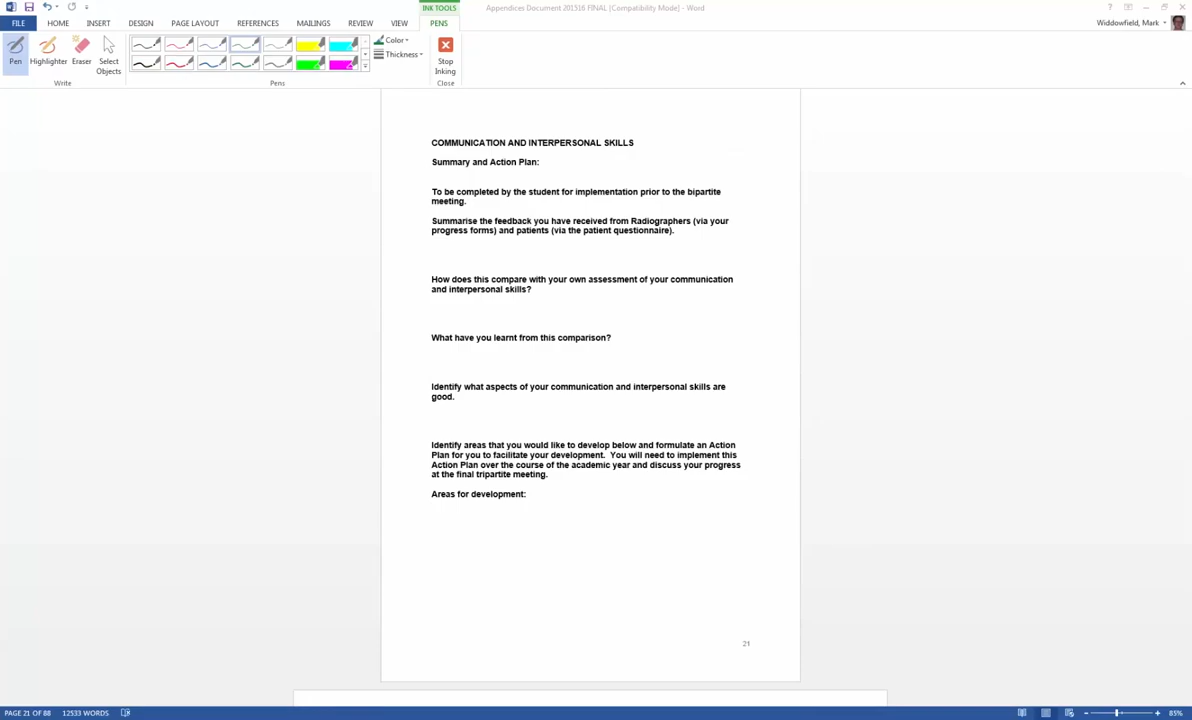 Appendices Document 201516 FINAL [Compatibility Mode] - Word
INK TOOLS
FILE HOME INSERT DESIGN PAGE LAYOUT REFERENCES MAILINGS REVIEW VIEW PENS
Widdowfield, Mark
Pen Highlighter Eraser Select Objects
Color
Thickness
Stop Inking
Write Pens Close
COMMUNICATION AND INTERPERSONAL SKILLS
Summary and Action Plan:
To be completed by the student for implementation prior to the bipartite
meeting.
Summarise the feedback you have received from Radiographers (via your
progress forms) and patients (via the patient questionnaire).
How does this compare with your own assessment of your communication
and interpersonal skills?
What have you learnt from this comparison?
Identify what aspects of your communication and interpersonal skills are
good.
Identify areas that you would like to develop below and formulate an Action
Plan for you to facilitate your development. You will need to implement this
Action Plan over the course of the academic year and discuss your progress
at the final tripartite meeting.
Areas for development:
21
PAGE 21 OF 88 12533 WORDS
85%